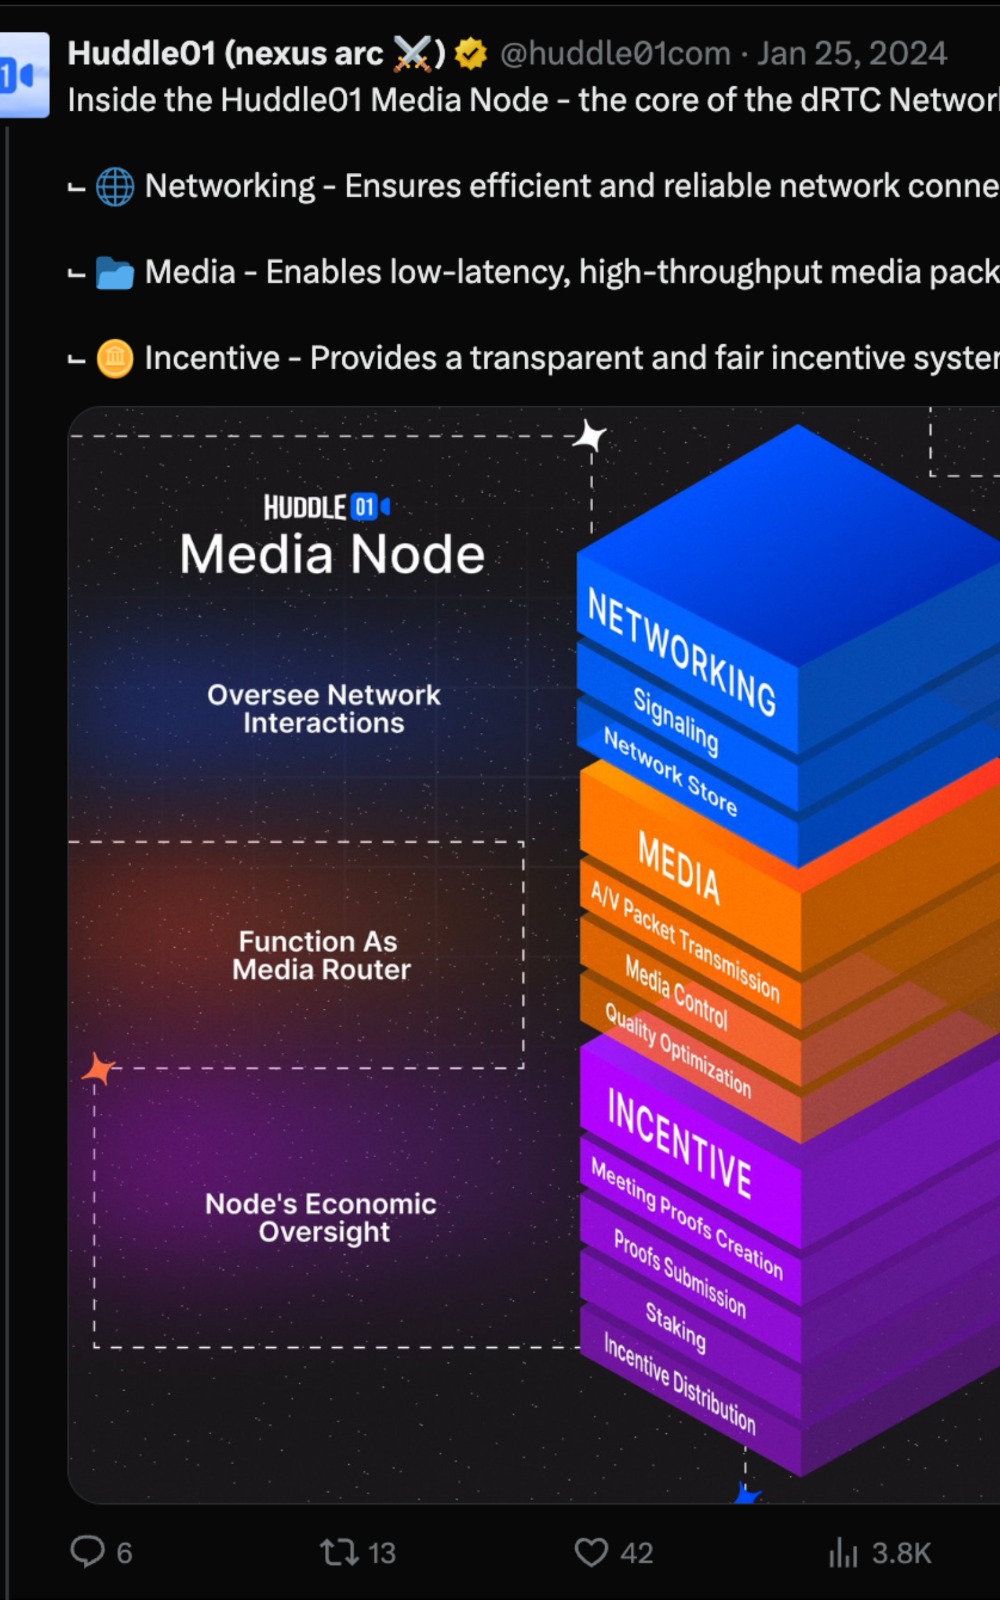 Huddle01 (nexus arc ⚔️) @huddle01com · Jan 25, 2024
Inside the Huddle01 Media Node - the core of the dRTC Networ
⌙ 🌐 Networking - Ensures efficient and reliable network conne
⌙ 📂 Media - Enables low-latency, high-throughput media pack
⌙ 🪙 Incentive - Provides a transparent and fair incentive syster
HUDDLE 01
Media Node
Oversee Network
Interactions
Function As
Media Router
Node's Economic
Oversight
NETWORKING
Signaling
Network Store
MEDIA
A/V Packet Transmission
Media Control
Quality Optimization
INCENTIVE
Meeting Proofs Creation
Proofs Submission
Staking
Incentive Distribution
6 13 42 3.8K